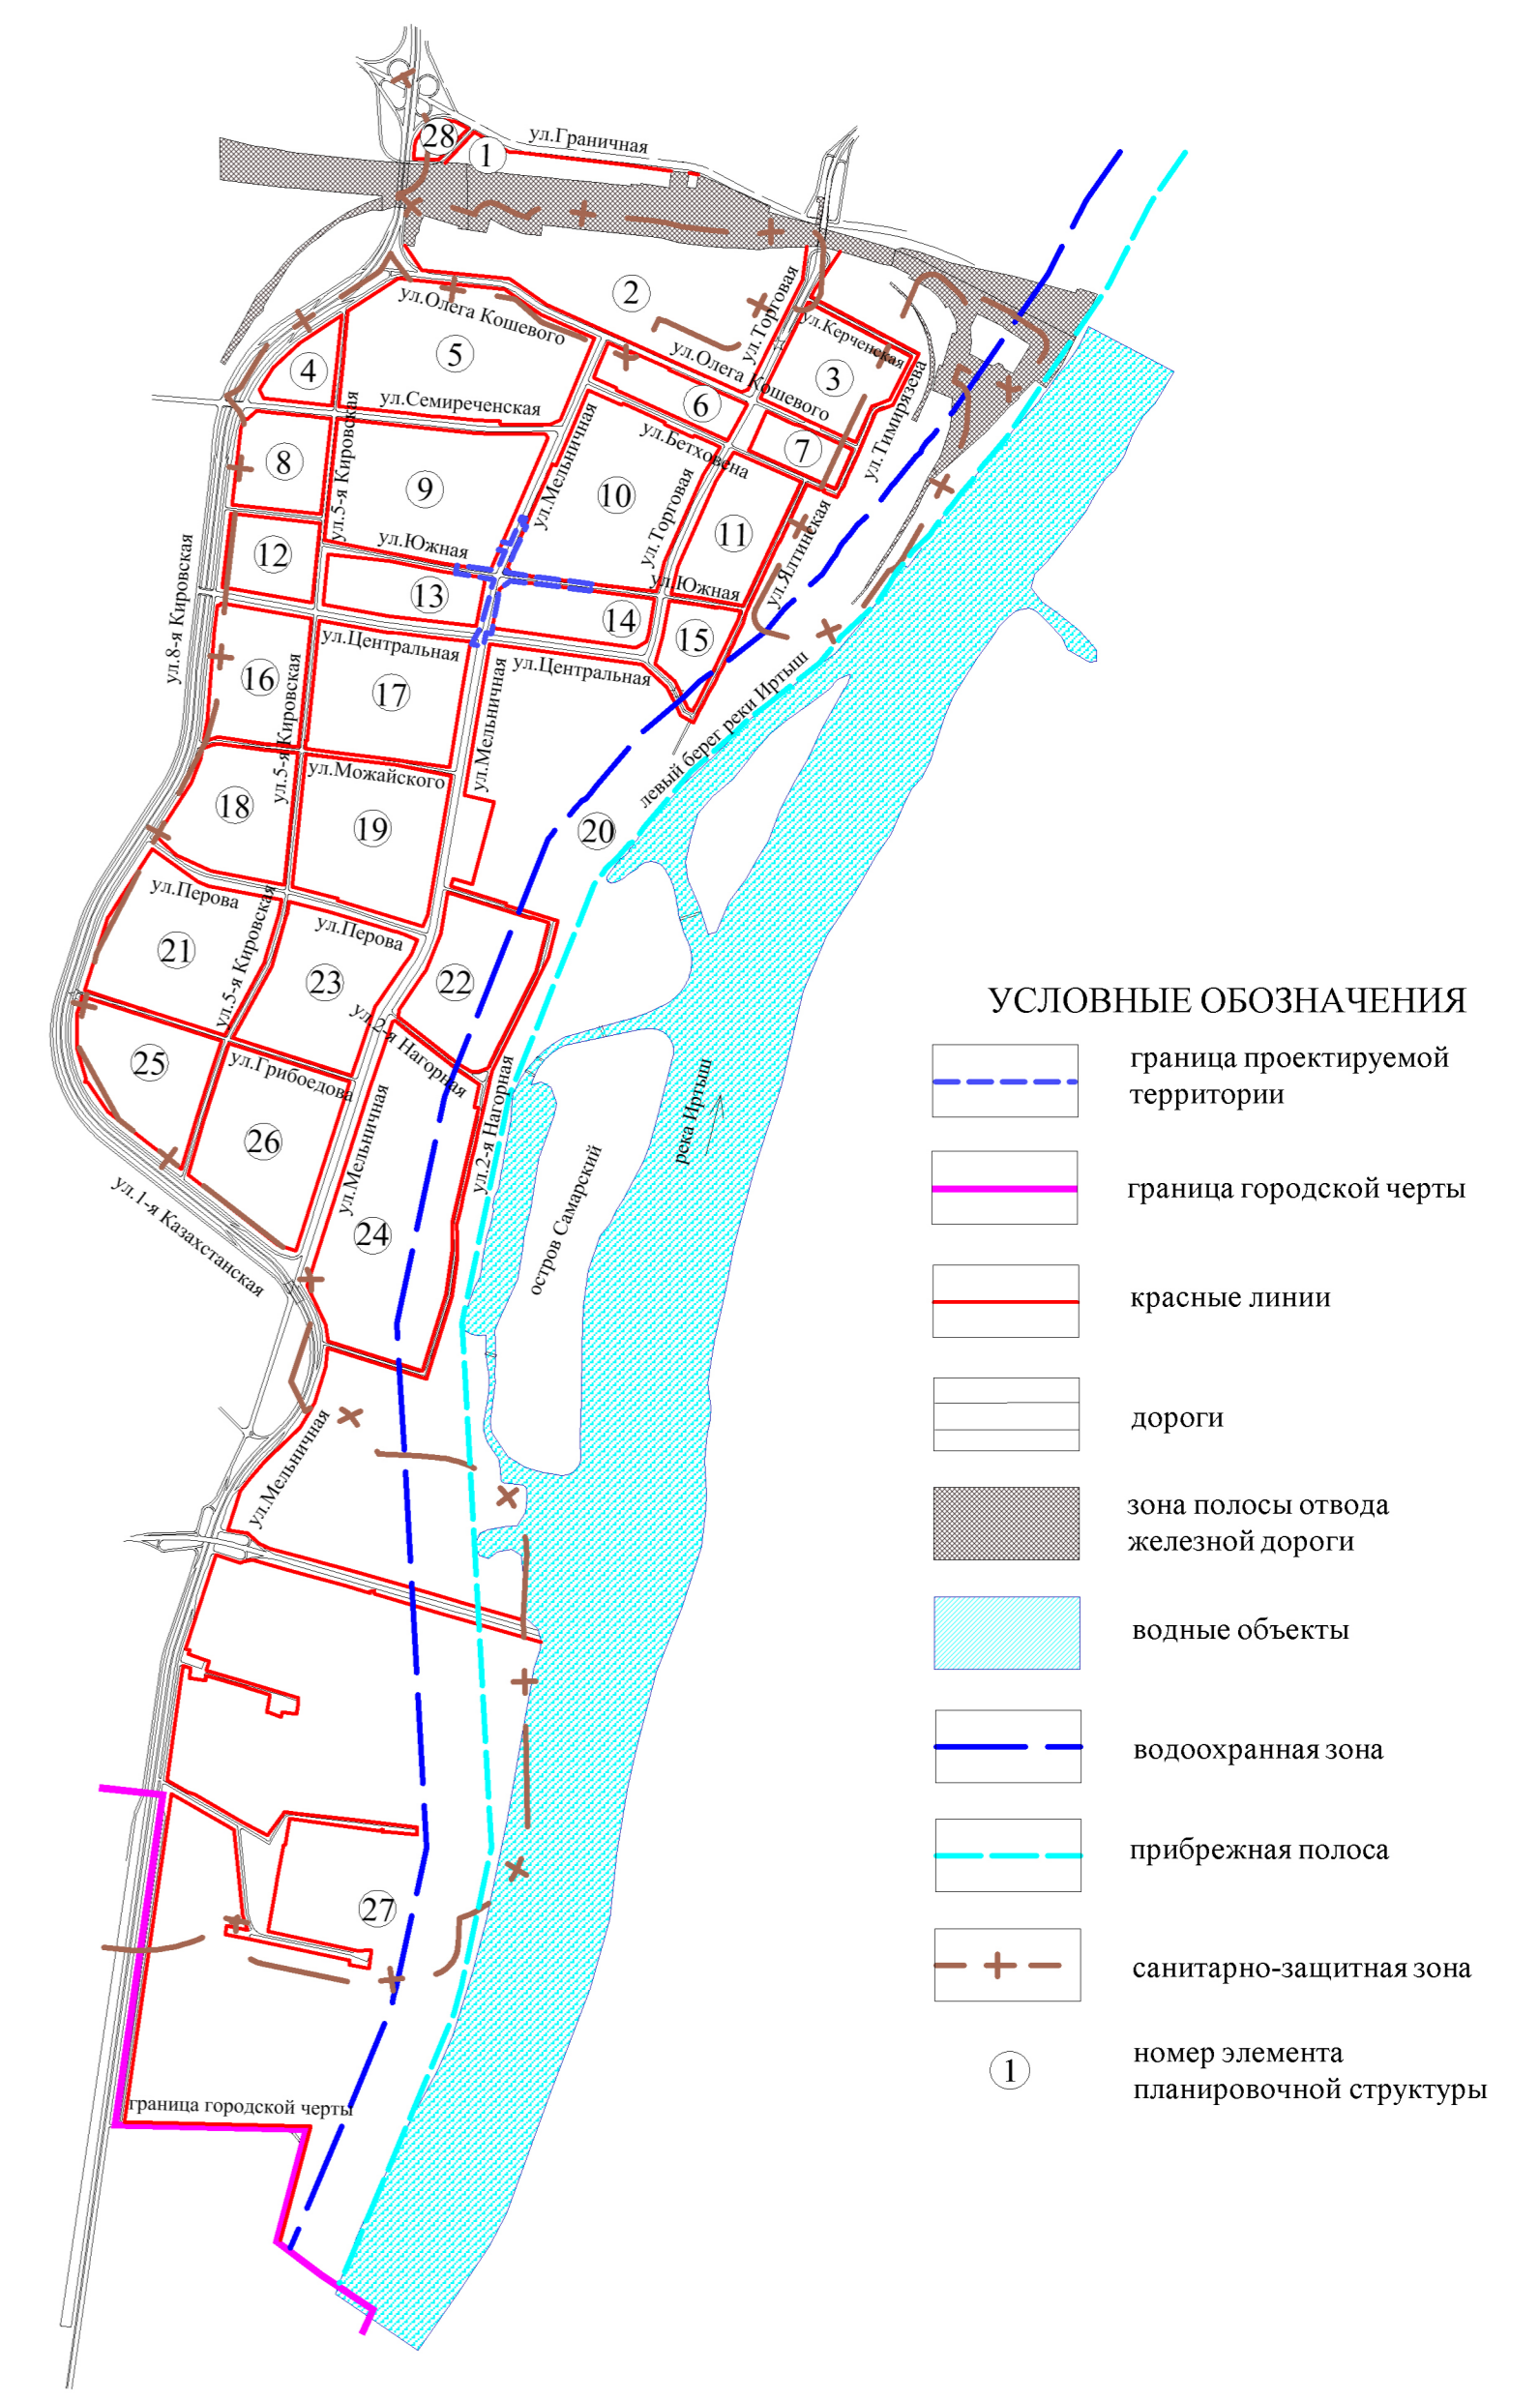 28
1
ул.Граничная
2
ул.Торговая
ул.Олега Кошевого
ул.Керченская
4
5
ул.Олега Кошевого
3
ул.Семиреченская
6
ул.Тимирязева
ул.Бетховена
7
8
ул.5-я Кировская
9
ул.Мельничная
10
ул.Торговая
11
ул.Ялтинская
12
ул.Южная
ул.Южная
13
14
15
ул.8-я Кировская
ул.Центральная
ул.Центральная
16
ул.5-я Кировская
17
ул.Мельничная
левый берег реки Иртыш
ул.Можайского
18
19
20
ул.Перова
ул.Перова
21
ул.5-я Кировская
23
22
ул.2-я Нагорная
25
ул.Грибоедова
26
ул.Мельничная
ул.2-я Нагорная
река Иртыш
остров Самарский
ул.1-я Казахстанская
24
ул.Мельничная
27
граница городской черты
УСЛОВНЫЕ ОБОЗНАЧЕНИЯ
граница проектируемой
территории
граница городской черты
красные линии
дороги
зона полосы отвода
железной дороги
водные объекты
водоохранная зона
прибрежная полоса
санитарно-защитная зона
1
номер элемента
планировочной структуры